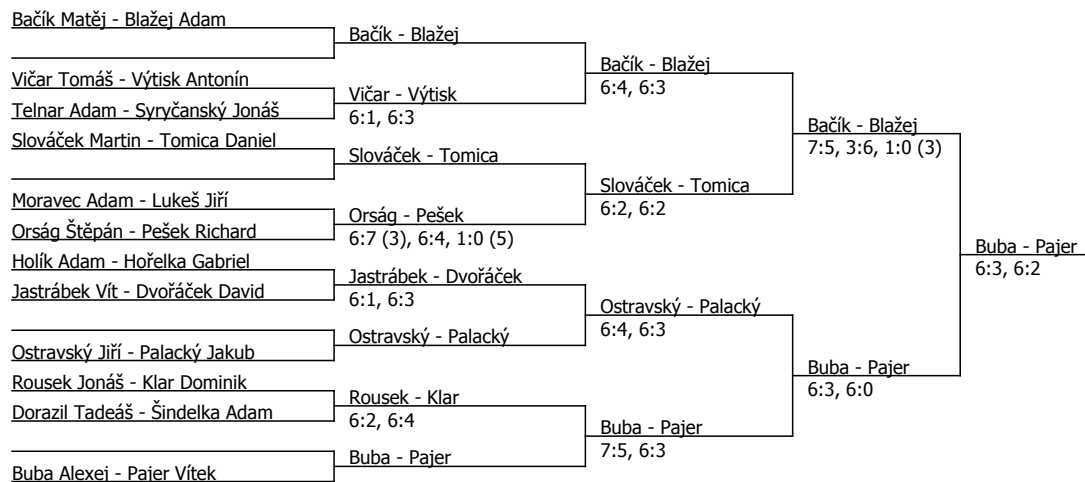 Bačík Matěj - Blažej Adam
Vičar Tomáš - Výtisk Antonín
Telnar Adam - Syryčanský Jonáš
Slováček Martin - Tomica Daniel
Moravec Adam - Lukeš Jiří
Orság Štěpán - Pešek Richard
Holík Adam - Hořelka Gabriel
Jastrábek Vít - Dvořáček David
Ostravský Jiří - Palacký Jakub
Rousek Jonáš - Klar Dominik
Dorazil Tadeáš - Šindelka Adam
Buba Alexej - Pajer Vítek
Bačík - Blažej
Vičar - Výtisk
6:1, 6:3
Slováček - Tomica
Orság - Pešek
6:7 (3), 6:4, 1:0 (5)
Jastrábek - Dvořáček
6:1, 6:3
Ostravský - Palacký
Rousek - Klar
6:2, 6:4
Buba - Pajer
Bačík - Blažej
6:4, 6:3
Slováček - Tomica
6:2, 6:2
Ostravský - Palacký
6:4, 6:3
Buba - Pajer
7:5, 6:3
Bačík - Blažej
7:5, 3:6, 1:0 (3)
Buba - Pajer
6:3, 6:0
Buba - Pajer
6:3, 6:2